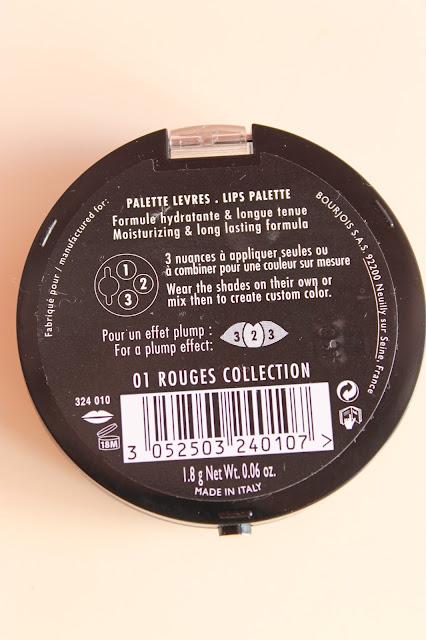 PALETTE LEVRES . LIPS PALETTE
Formule hydratante & longue tenue
Moisturizing & long lasting formula
Fabriqué pour / manufactured for:
BOURJOIS S.A.S. 92200 Neuilly sur Seine, France
1
2
3
3 nuances à appliquer seules ou
à combiner pour une couleur sur mesure
Wear the shades on their own or
mix then to create custom color.
Pour un effet plump :
For a plump effect:
3 2 3
01 ROUGES COLLECTION
324 010
18M
3 052503 240107 >
1.8 g Net Wt. 0.06 oz.
MADE IN ITALY